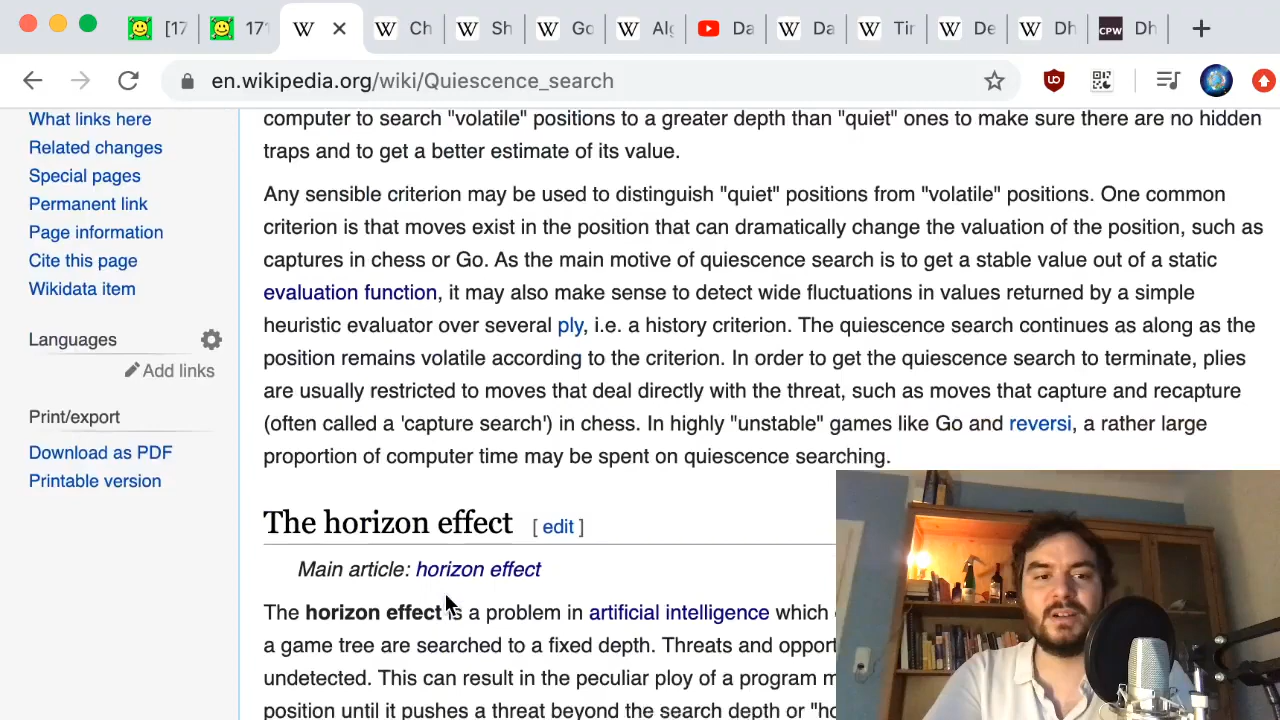 [17
171
Ch
Sh
Go
Alg
Da
Da
Tir
De
Dh
CPW
Dh
en.wikipedia.org/wiki/Quiescence_search
What links here
Related changes
Special pages
Permanent link
Page information
Cite this page
Wikidata item
Languages
Add links
Print/export
Download as PDF
Printable version
computer to search "volatile" positions to a greater depth than "quiet" ones to make sure there are no hidden
traps and to get a better estimate of its value.
Any sensible criterion may be used to distinguish "quiet" positions from "volatile" positions. One common
criterion is that moves exist in the position that can dramatically change the valuation of the position, such as
captures in chess or Go. As the main motive of quiescence search is to get a stable value out of a static
evaluation function, it may also make sense to detect wide fluctuations in values returned by a simple
heuristic evaluator over several ply, i.e. a history criterion. The quiescence search continues as along as the
position remains volatile according to the criterion. In order to get the quiescence search to terminate, plies
are usually restricted to moves that deal directly with the threat, such as moves that capture and recapture
(often called a 'capture search') in chess. In highly "unstable" games like Go and reversi, a rather large
proportion of computer time may be spent on quiescence searching.
The horizon effect [ edit ]
Main article: horizon effect
The horizon effect is a problem in artificial intelligence which
a game tree are searched to a fixed depth. Threats and opport
undetected. This can result in the peculiar ploy of a program m
position until it pushes a threat beyond the search depth or "ho